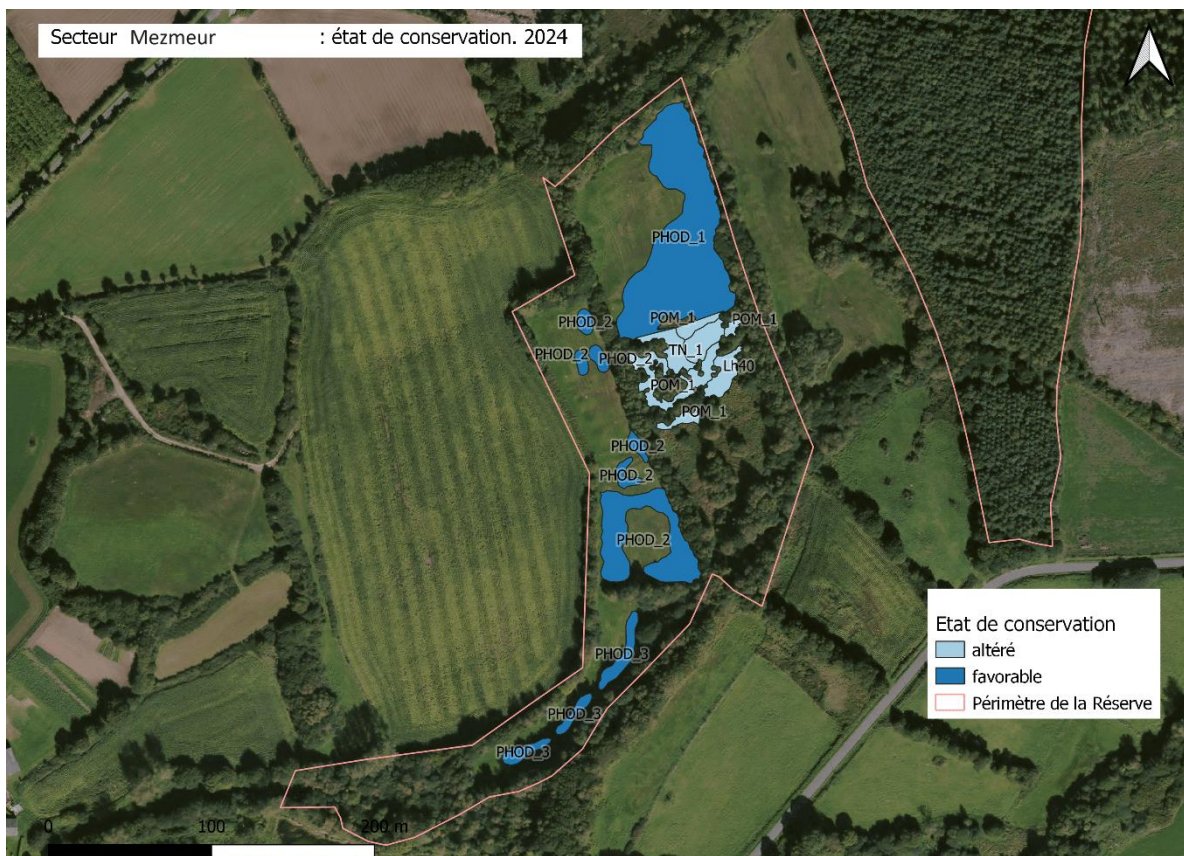 Secteur Mezmeur : état de conservation. 2024
PHOD_1
POM_1
POM_1
PHOD_2
TN_1
PHOD_2
PHOD_2
Lh40
POM_1
POM_1
PHOD_2
PHOD_2
PHOD_2
PHOD_3
PHOD_3
PHOD_3
Etat de conservation
altéré
favorable
Périmètre de la Réserve
0 100 200 m